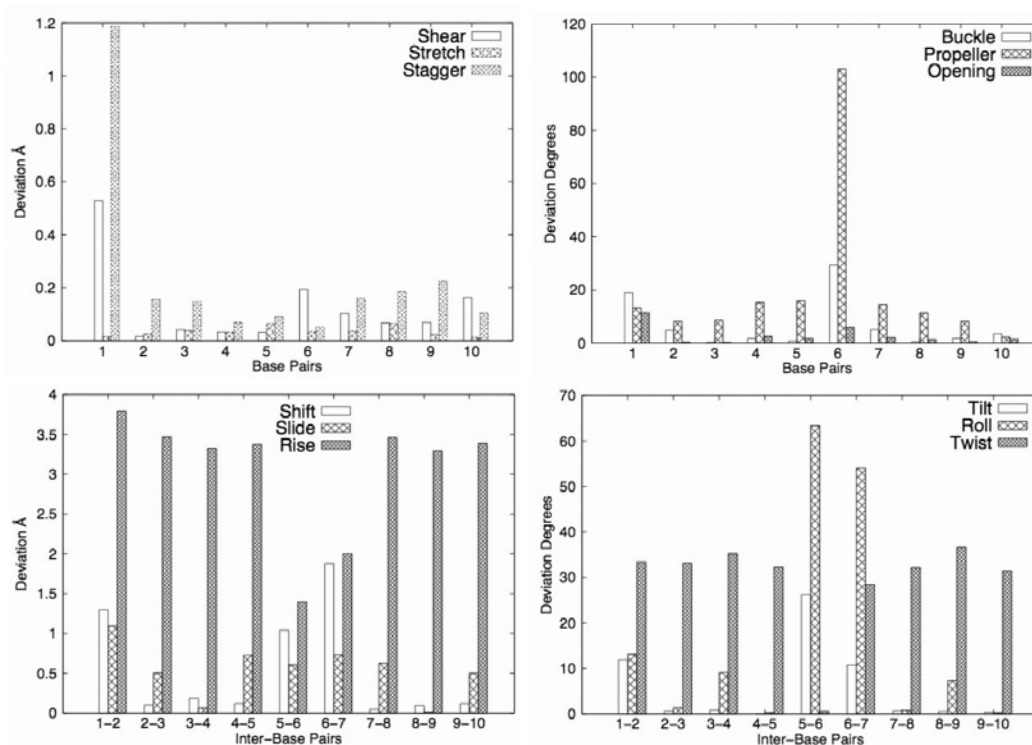 1.2
1
0.8
0.6
0.4
0.2
0
Deviation Å
Shear
Stretch
Stagger
1 2 3 4 5 6 7 8 9 10
Base Pairs
120
100
80
60
40
20
0
Deviation Degrees
Buckle
Propeller
Opening
1 2 3 4 5 6 7 8 9 10
Base Pairs
4
3.5
3
2.5
2
1.5
1
0.5
0
Deviation Å
Shift
Slide
Rise
1–2 2–3 3–4 4–5 5–6 6–7 7–8 8–9 9–10
Inter–Base Pairs
70
60
50
40
30
20
10
0
Deviation Degrees
Tilt
Roll
Twist
1–2 2–3 3–4 4–5 5–6 6–7 7–8 8–9 9–10
Inter–Base Pairs